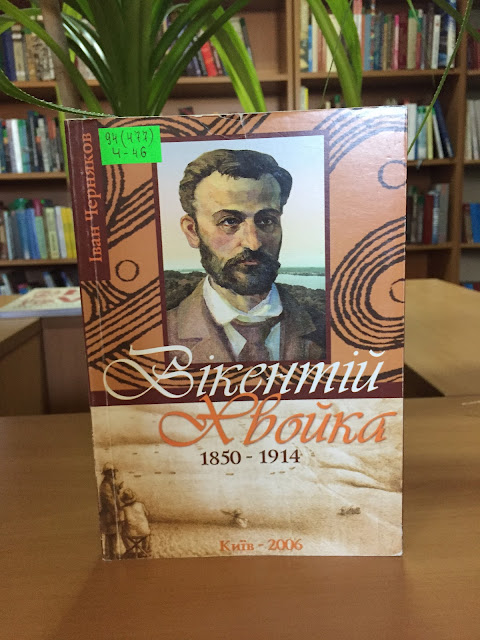 Іван Черняков
94(477)
Ч-46
Вікентій
Хвойка
1850 - 1914
Київ - 2006